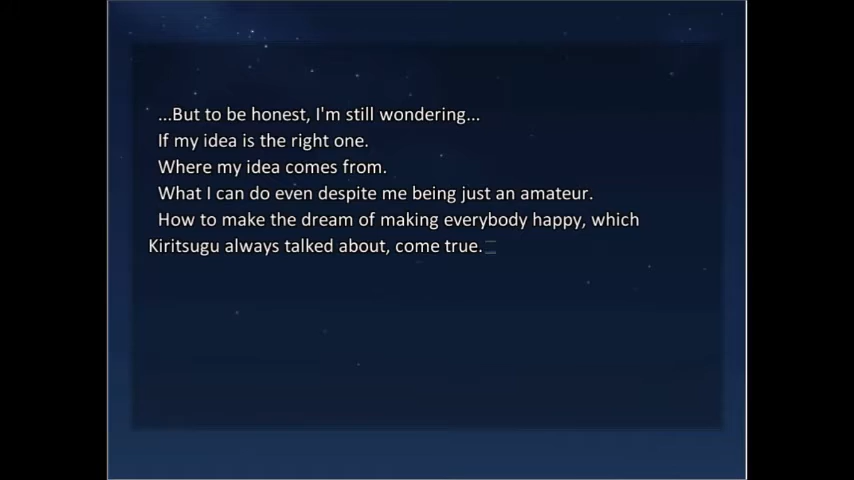 ...But to be honest, I'm still wondering...
If my idea is the right one.
Where my idea comes from.
What I can do even despite me being just an amateur.
How to make the dream of making everybody happy, which
Kiritsugu always talked about, come true.